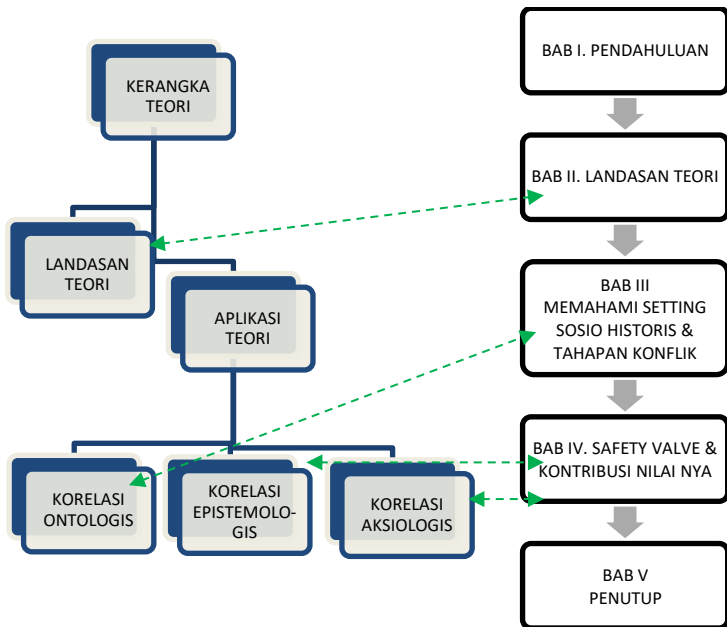 KERANGKA
TEORI
LANDASAN
TEORI
APLIKASI
TEORI
KORELASI
ONTOLOGIS
KORELASI
EPISTEMOLO-
GIS
KORELASI
AKSIOLOGIS
BAB I. PENDAHULUAN
BAB II. LANDASAN TEORI
BAB III
MEMAHAMI SETTING
SOSIO HISTORIS &
TAHAPAN KONFLIK
BAB IV. SAFETY VALVE &
KONTRIBUSI NILAI NYA
BAB V
PENUTUP